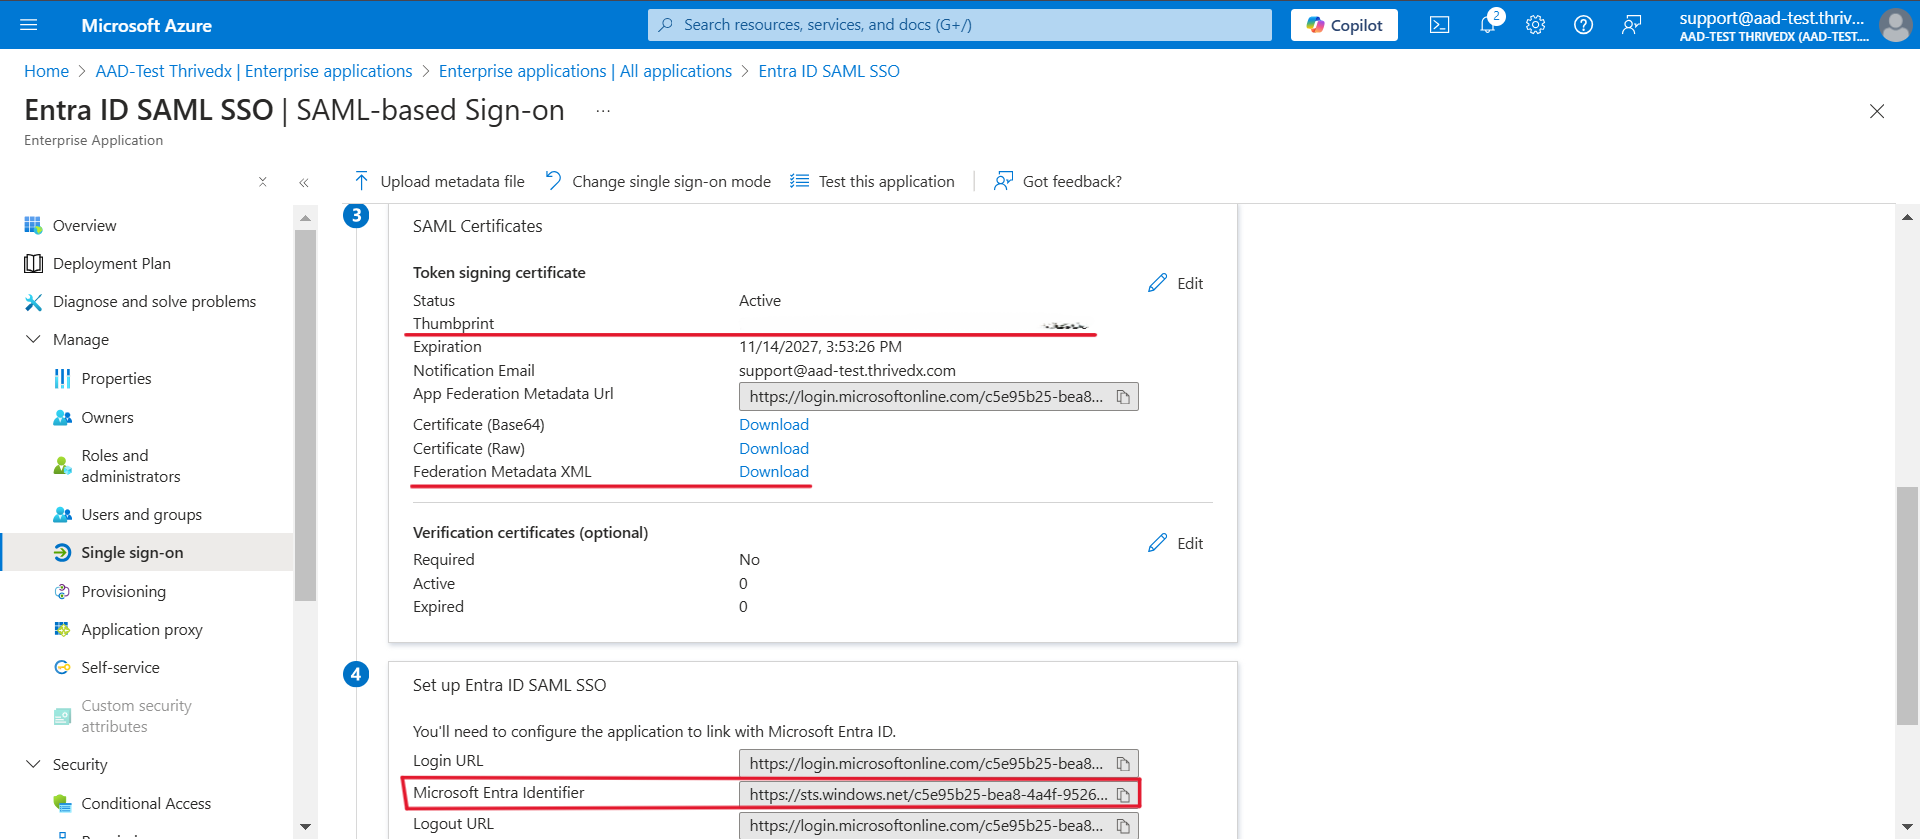 Microsoft Azure
Search resources, services, and docs (G+/)
Copilot
2
support@aad-test.thriv...
AAD-TEST THRIVEDX (AAD-TEST....
Home > AAD-Test Thrivedx | Enterprise applications > Enterprise applications | All applications > Entra ID SAML SSO
Entra ID SAML SSO | SAML-based Sign-on ...
Enterprise Application
Upload metadata file
Change single sign-on mode
Test this application
Got feedback?
Overview
Deployment Plan
Diagnose and solve problems
Manage
Properties
Owners
Roles and
administrators
Users and groups
Single sign-on
Provisioning
Application proxy
Self-service
Custom security
attributes
Security
Conditional Access
3
SAML Certificates
Token signing certificate
Edit
Status Active
Thumbprint
Expiration 11/14/2027, 3:53:26 PM
Notification Email support@aad-test.thrivedx.com
App Federation Metadata Url https://login.microsoftonline.com/c5e95b25-bea8...
Certificate (Base64) Download
Certificate (Raw) Download
Federation Metadata XML Download
Verification certificates (optional)
Edit
Required No
Active 0
Expired 0
4
Set up Entra ID SAML SSO
You'll need to configure the application to link with Microsoft Entra ID.
Login URL https://login.microsoftonline.com/c5e95b25-bea8...
Microsoft Entra Identifier https://sts.windows.net/c5e95b25-bea8-4a4f-9526...
Logout URL https://login.microsoftonline.com/c5e95b25-bea8...